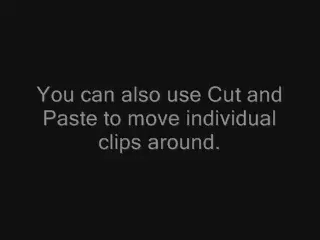 You can also use Cut and
Paste to move individual
clips around.